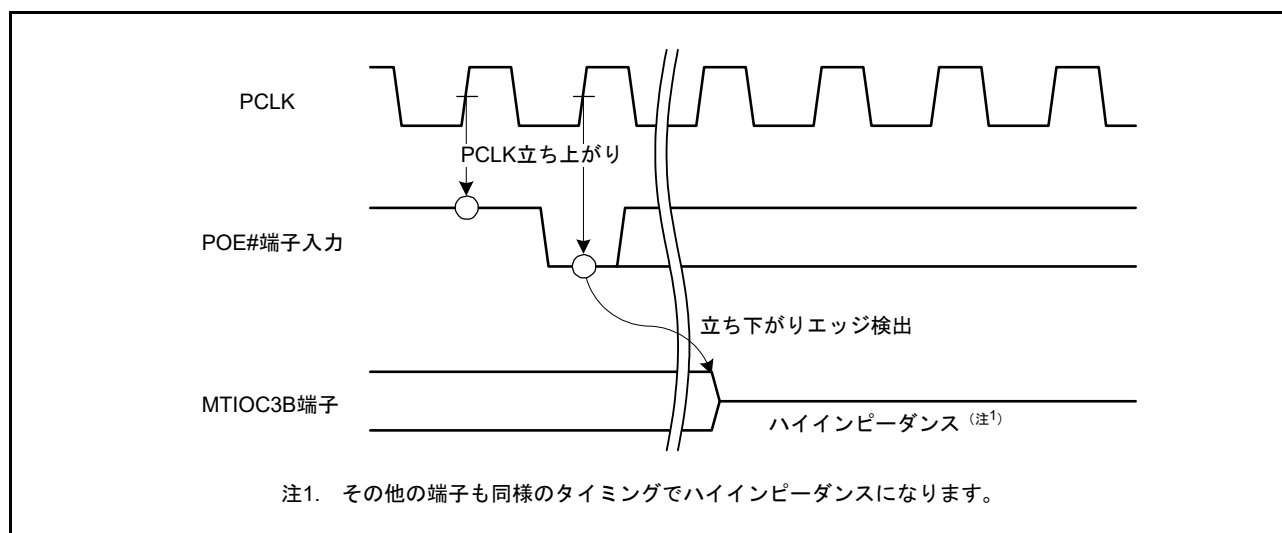 PCLK
PCLK立ち上がり
POE#端子入力
立ち下がりエッジ検出
MTIOC3B端子
ハイインピーダンス（注1）
注1. その他の端子も同様のタイミングでハイインピーダンスになります。